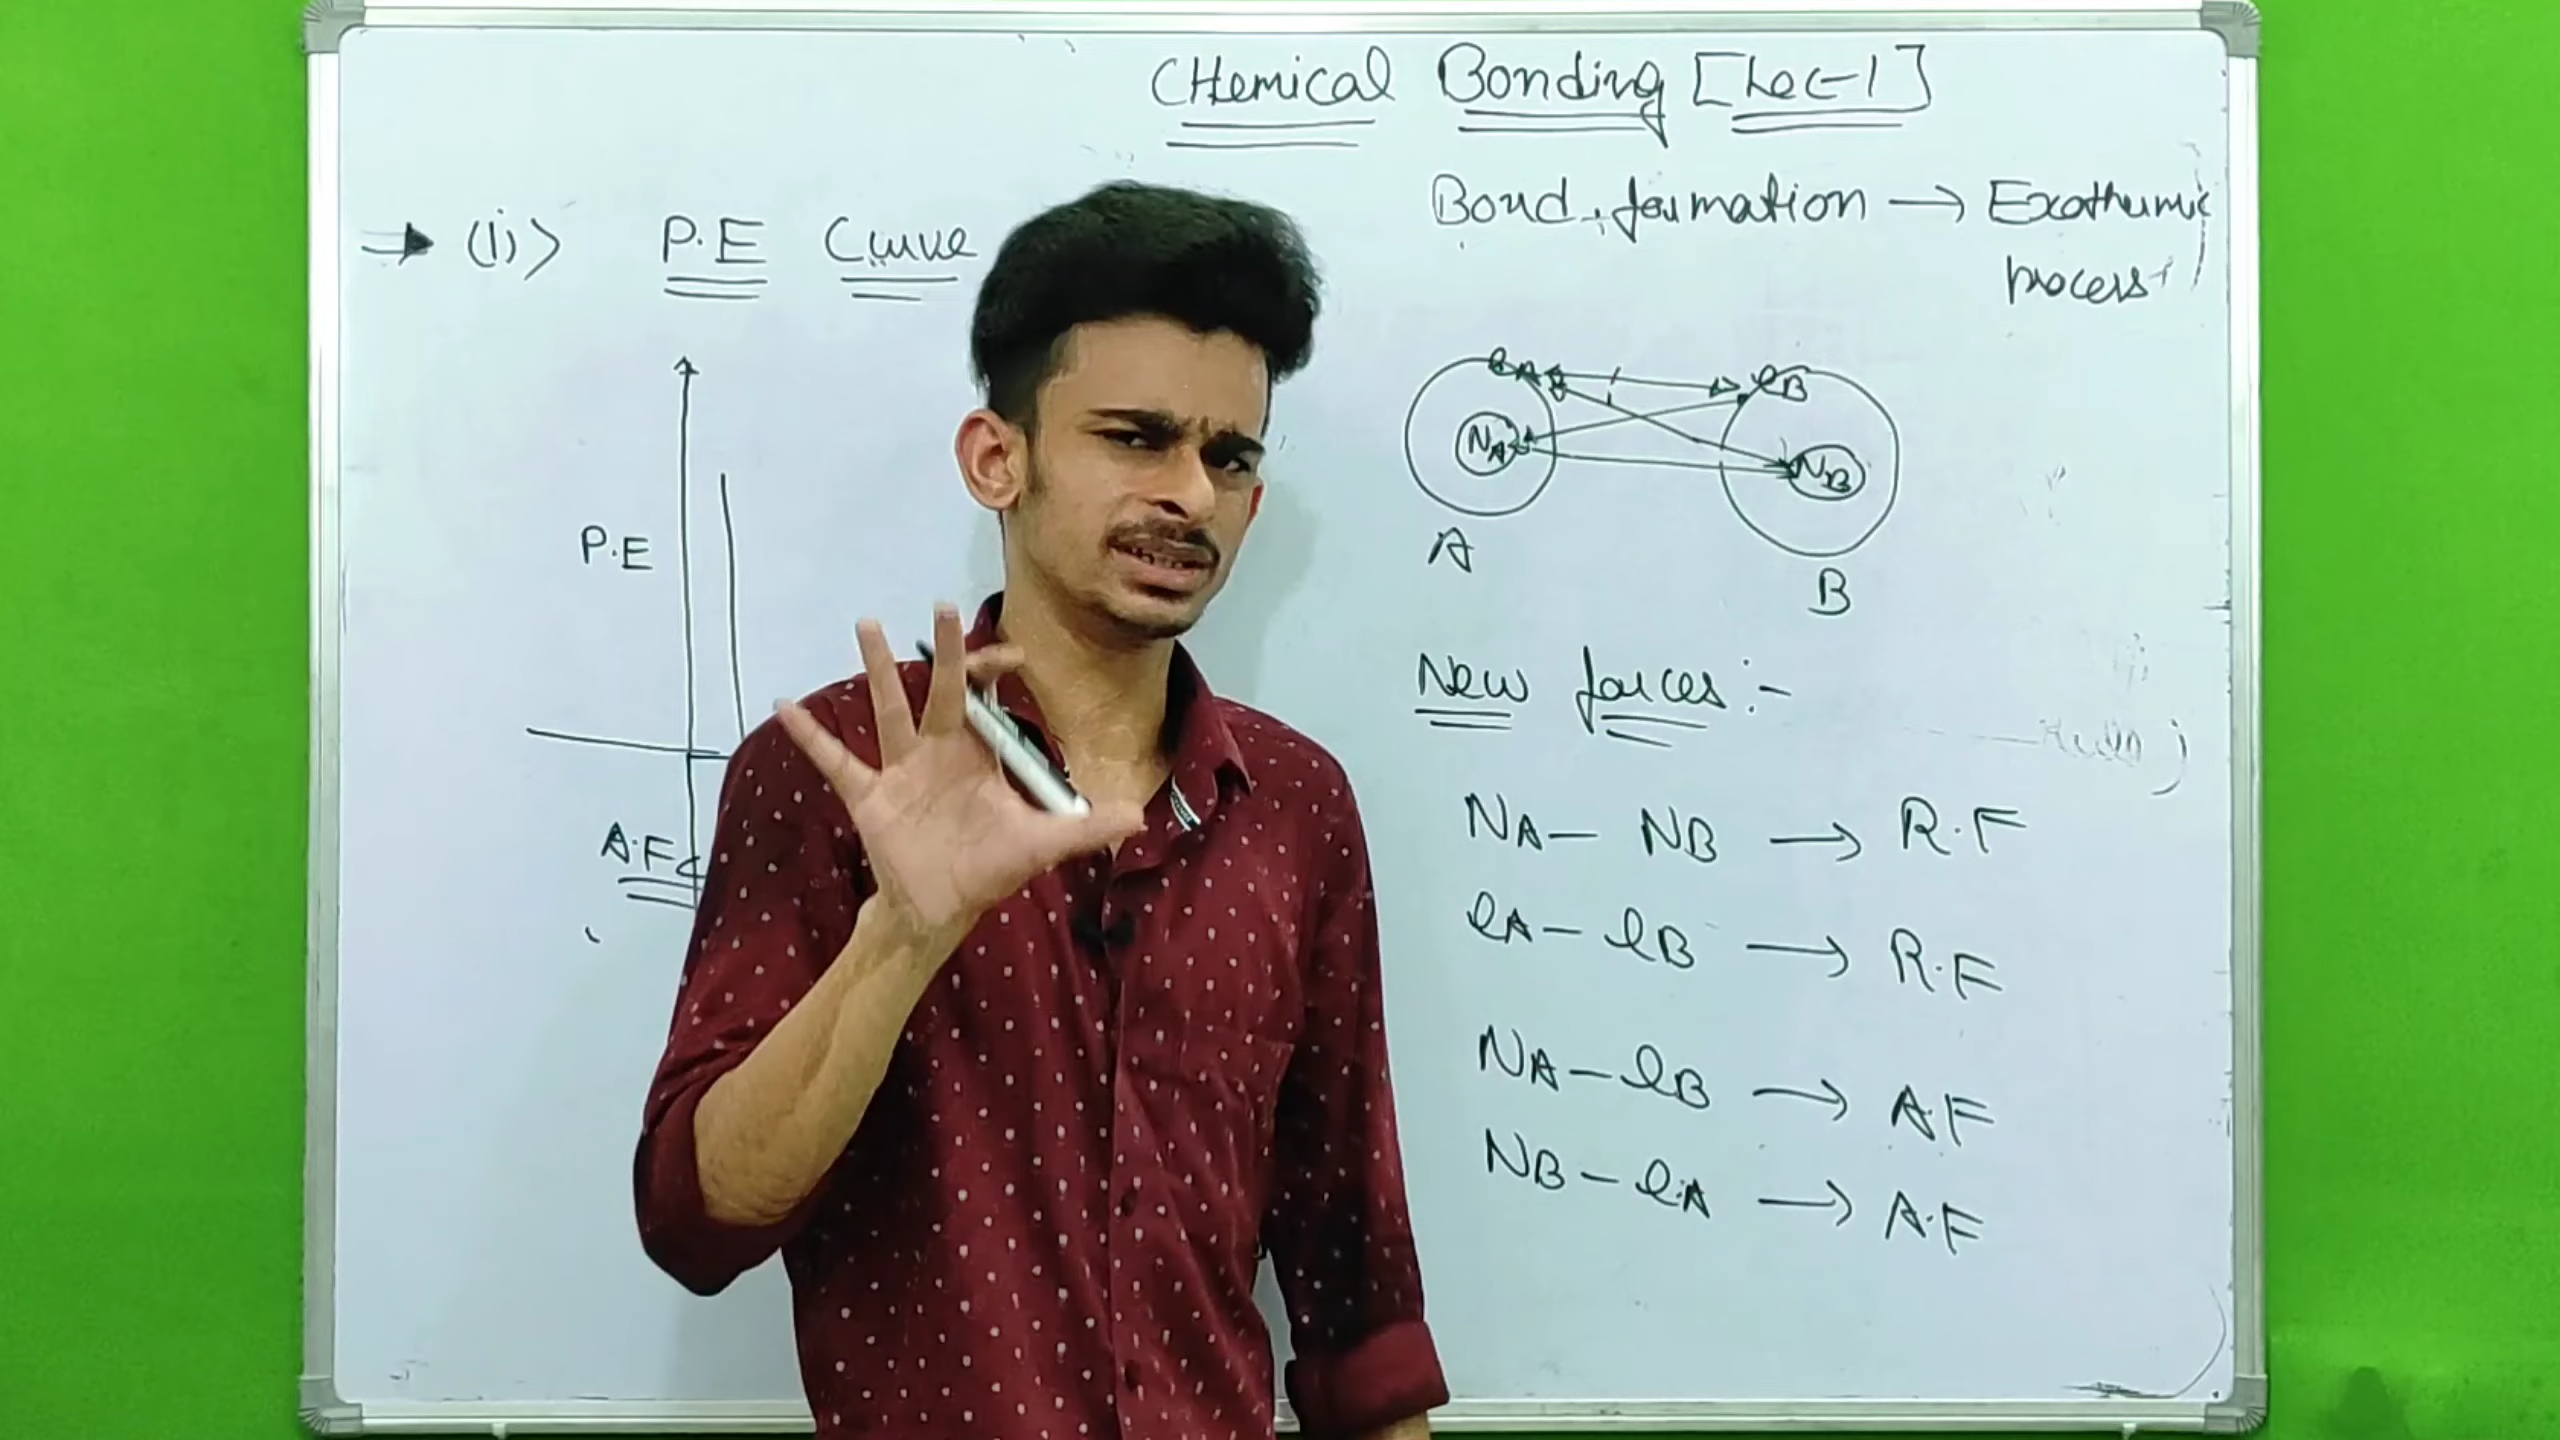 CHemical Bonding [Lec-1]
(i)> P.E Curve
Bond formation → Exothermic
process
P.E
eA
eB
NA
NB
A
B
New forces :-
NA - NB → R.F
eA - eB → R.F
NA - eB → A.F
NB - eA → A.F